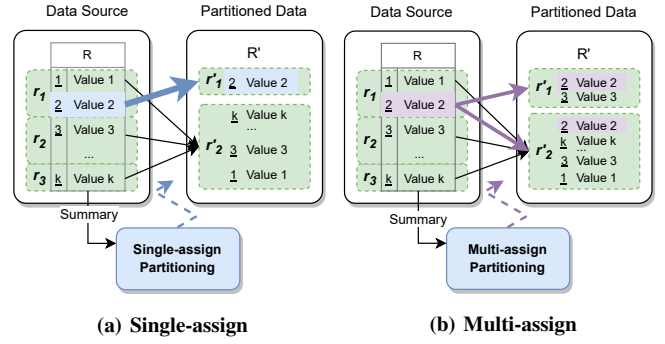 Data Source
Partitioned Data
R
R'
r1
1 Value 1
2 Value 2
r2
3 Value 3
...
r3
k Value k
r'1
2 Value 2
r'2
k Value k
...
3 Value 3
1 Value 1
Summary
Single-assign
Partitioning
(a) Single-assign
Data Source
Partitioned Data
R
R'
r1
1 Value 1
2 Value 2
r2
3 Value 3
...
r3
k Value k
r'1
2 Value 2
3 Value 3
r'2
2 Value 2
k Value k
...
3 Value 3
1 Value 1
Summary
Multi-assign
Partitioning
(b) Multi-assign